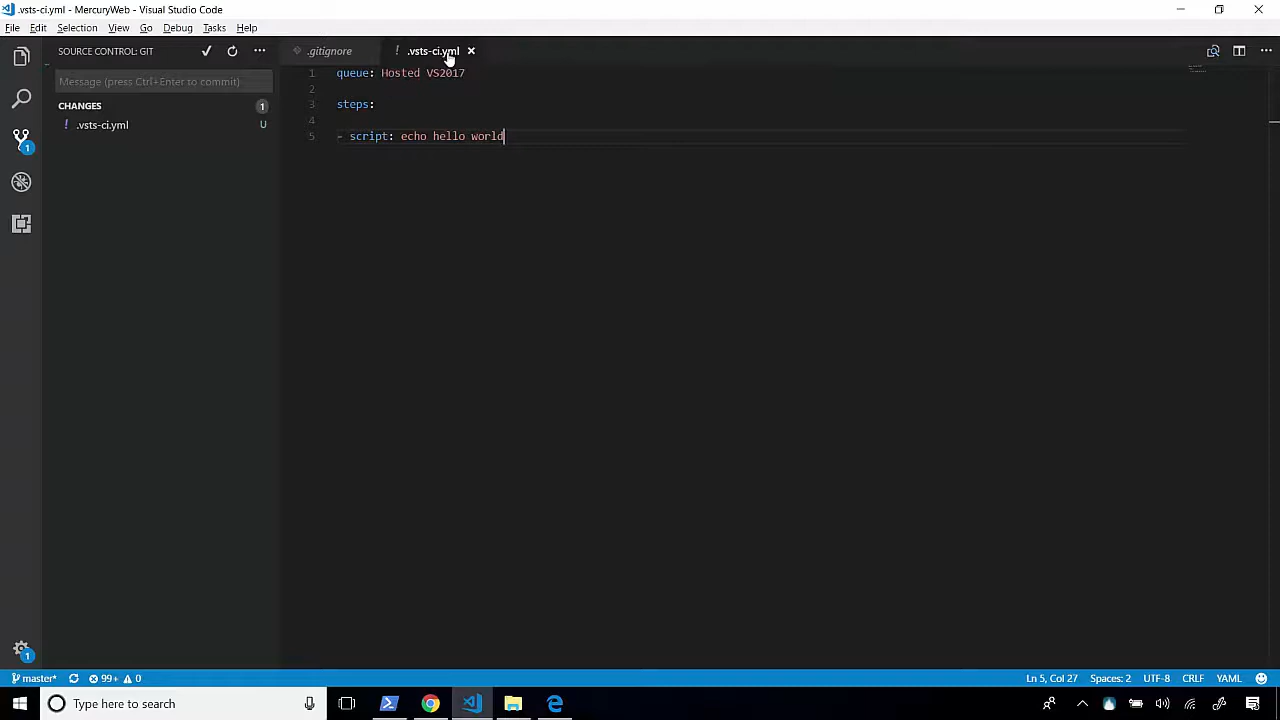 .vsts-ci.yml - MercuryWeb - Visual Studio Code
File Edit Selection View Go Debug Tasks Help
SOURCE CONTROL: GIT
.gitignore
! .vsts-ci.yml
Message (press Ctrl+Enter to commit)
CHANGES 1
! .vsts-ci.yml U
1 queue: Hosted VS2017
2
3 steps:
4
5 - script: echo hello world
1
1
master* 99+ 0
Ln 5, Col 27 Spaces: 2 UTF-8 CRLF YAML
Type here to search